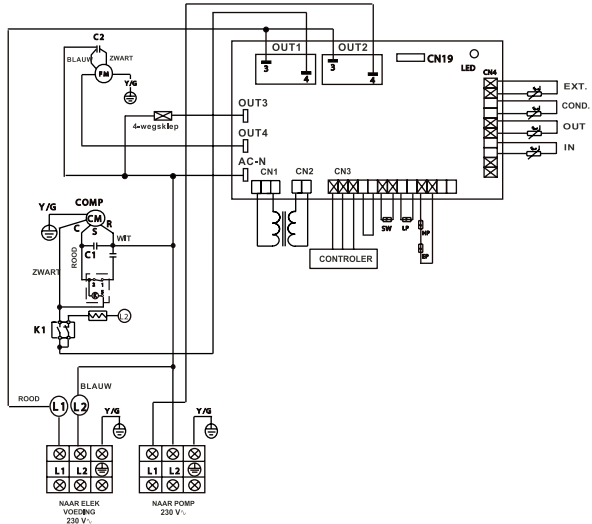 C2
BLAUW
ZWART
FM
Y/G
OUT1
OUT2
3
4
3
4
CN19
LED
CN4
EXT.
COND.
OUT
IN
OUT3
4-wegsklep
OUT4
AC-N
CN1
CN2
CN3
SW
LP
HP
EP
CONTROLER
COMP
Y/G
CM
C
S
R
WIT
ROOD
C1
ZWART
K1
L2
BLAUW
ROOD
L1
L2
Y/G
Y/G
L1
L2
L1
L2
NAAR ELEK
VOEDING
230 V∿
NAAR POMP
230 V∿